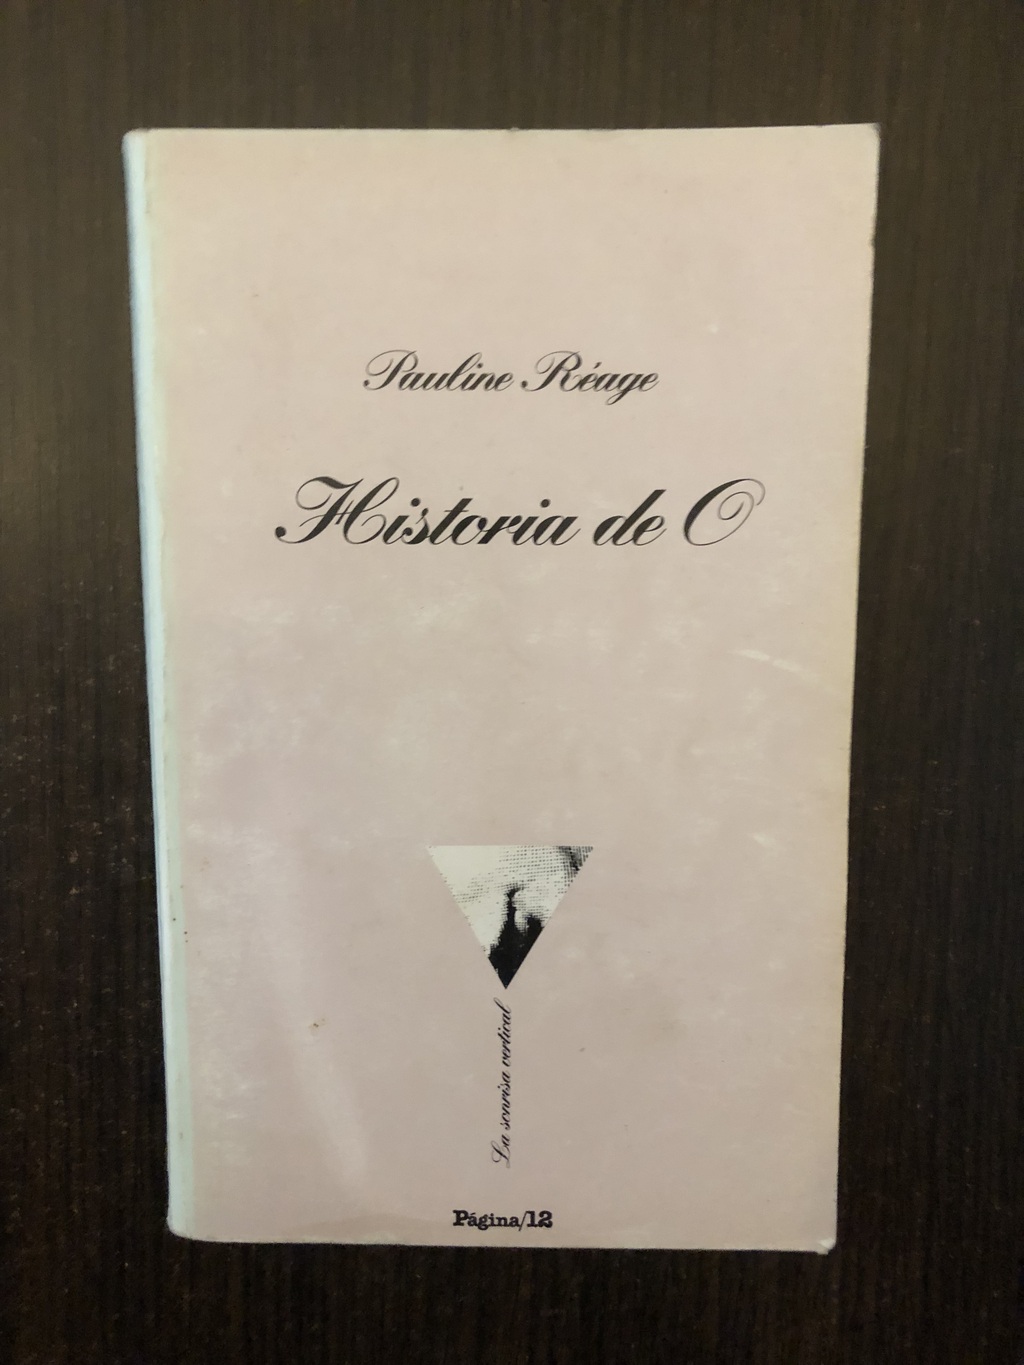 Pauline Réage
Historia de O
La sonrisa vertical
Página/12